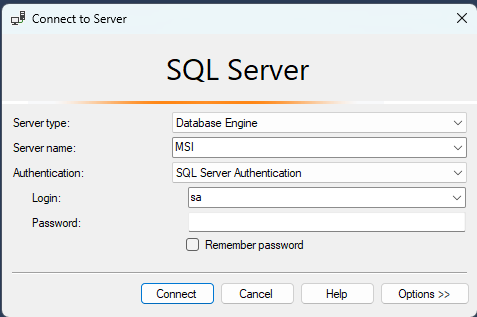 Connect to Server
SQL Server
Server type: Database Engine
Server name: MSI
Authentication: SQL Server Authentication
Login: sa
Password:
Remember password
Connect Cancel Help Options >>